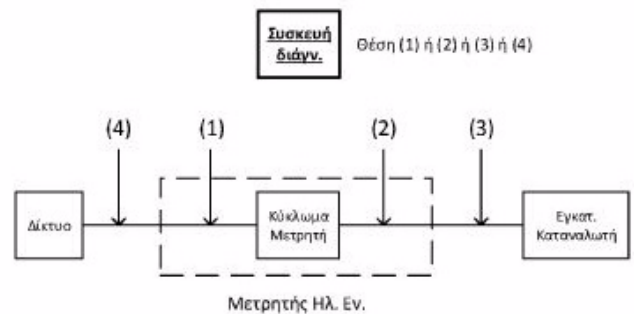 Συσκευή
διάγν.
Θέση (1) ή (2) ή (3) ή (4)
(4)
(1)
(2)
(3)
Δίκτυο
Κύκλωμα
Μετρητή
Εγκατ.
Καταναλωτή
Μετρητής Ηλ. Εν.